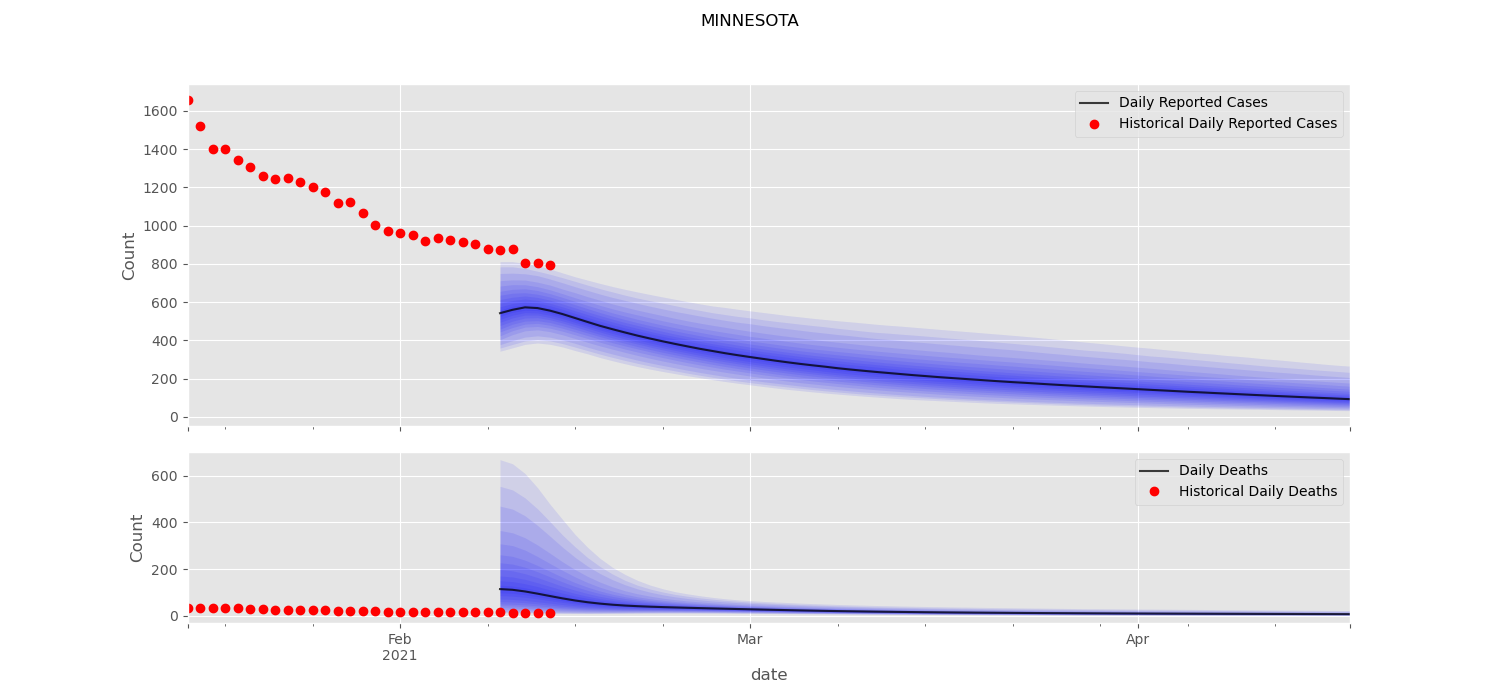 MINNESOTA
Count
1600
1400
1200
1000
800
600
400
200
0
Daily Reported Cases
Historical Daily Reported Cases
Count
600
400
200
0
Daily Deaths
Historical Daily Deaths
Feb
2021
Mar
Apr
date